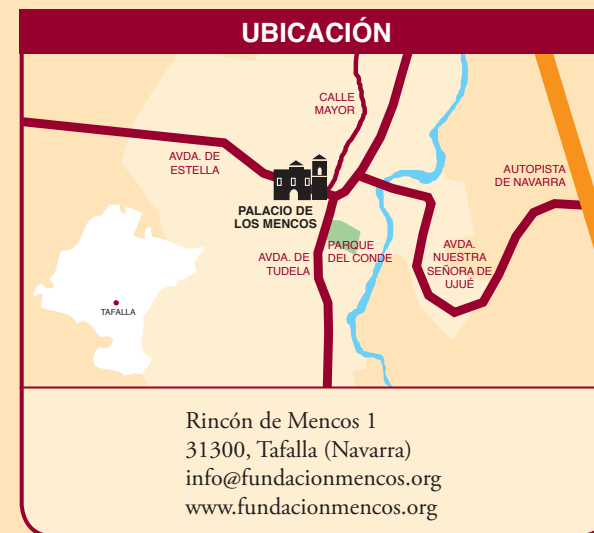 UBICACIÓN
CALLE
MAYOR
AVDA. DE
ESTELLA
AUTOPISTA
DE NAVARRA
PALACIO DE
LOS MENCOS
PARQUE
DEL CONDE
AVDA. DE
TUDELA
AVDA.
NUESTRA
SEÑORA DE
UJUÉ
TAFALLA
Rincón de Mencos 1
31300, Tafalla (Navarra)
info@fundacionmencos.org
www.fundacionmencos.org